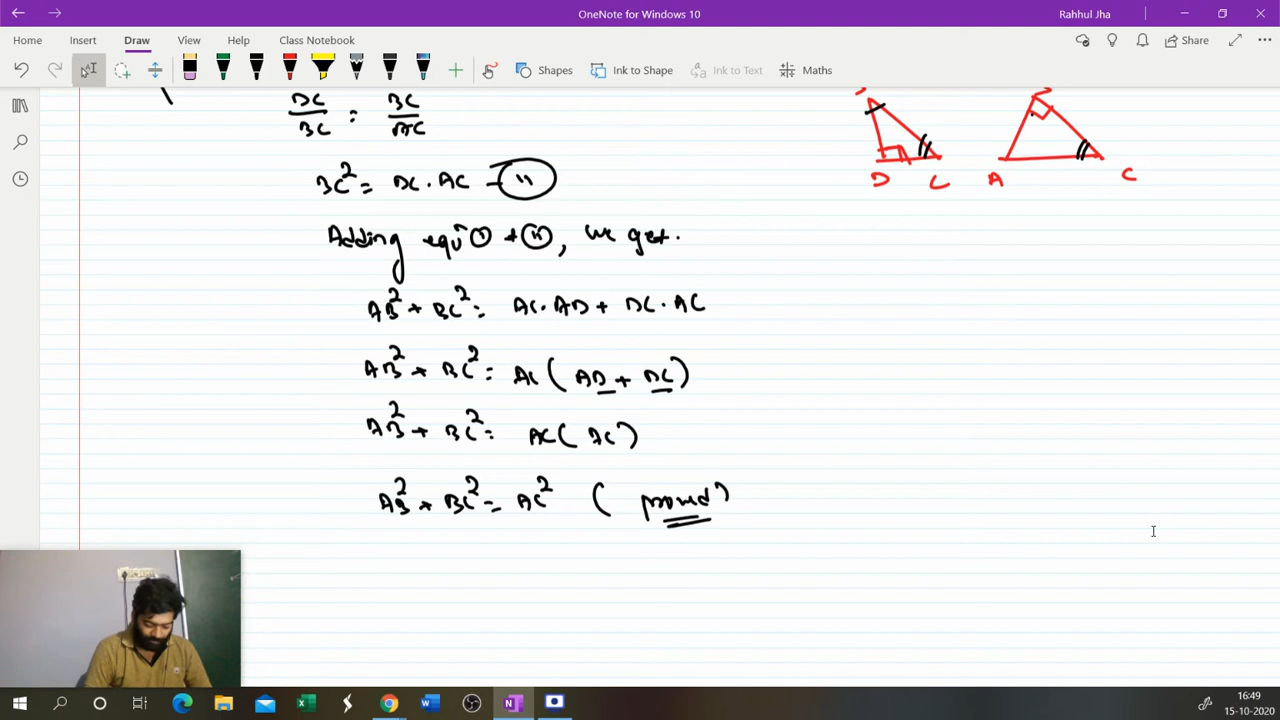 OneNote for Windows 10
Rahhul Jha
Home Insert Draw View Help Class Notebook
Share
Shapes Ink to Shape Ink to Text Maths
DC/BC = BC/AC
BC² = DC · AC – (ii)
D C A C
Adding equⁿ (i) + (ii), we get.
AB² + BC² = AC · AD + DC · AC
AB² + BC² = AC ( AD + DC )
AB² + BC² = AC ( AC )
AB² + BC² = AC² ( proved )
16:49
15-10-2020